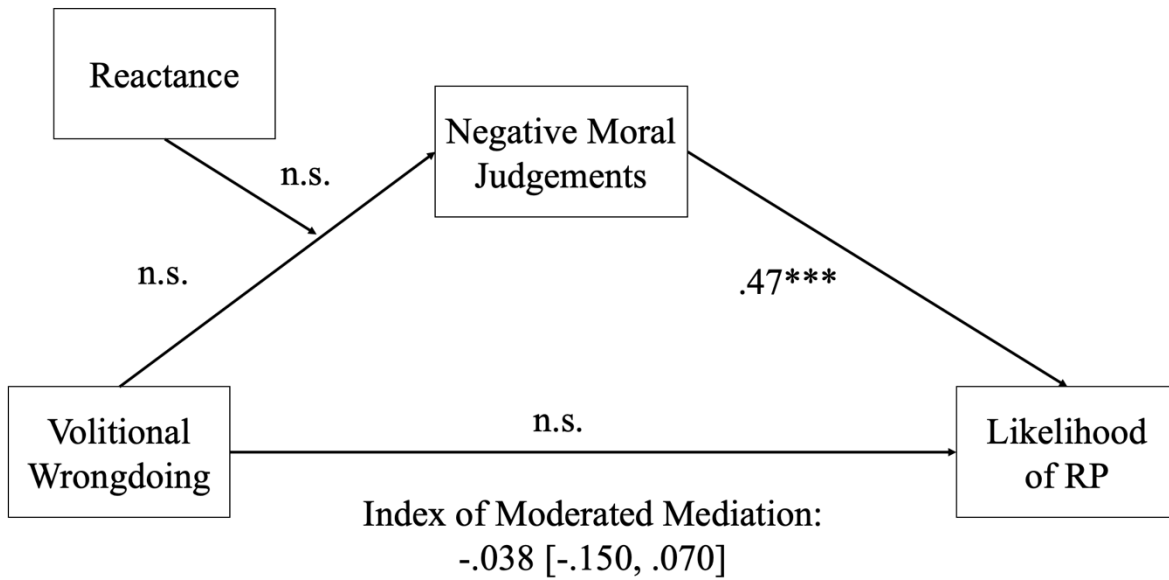 Reactance
Negative Moral
Judgements
n.s.
n.s.
.47***
Volitional
Wrongdoing
n.s.
Likelihood
of RP
Index of Moderated Mediation:
-.038 [-.150, .070]